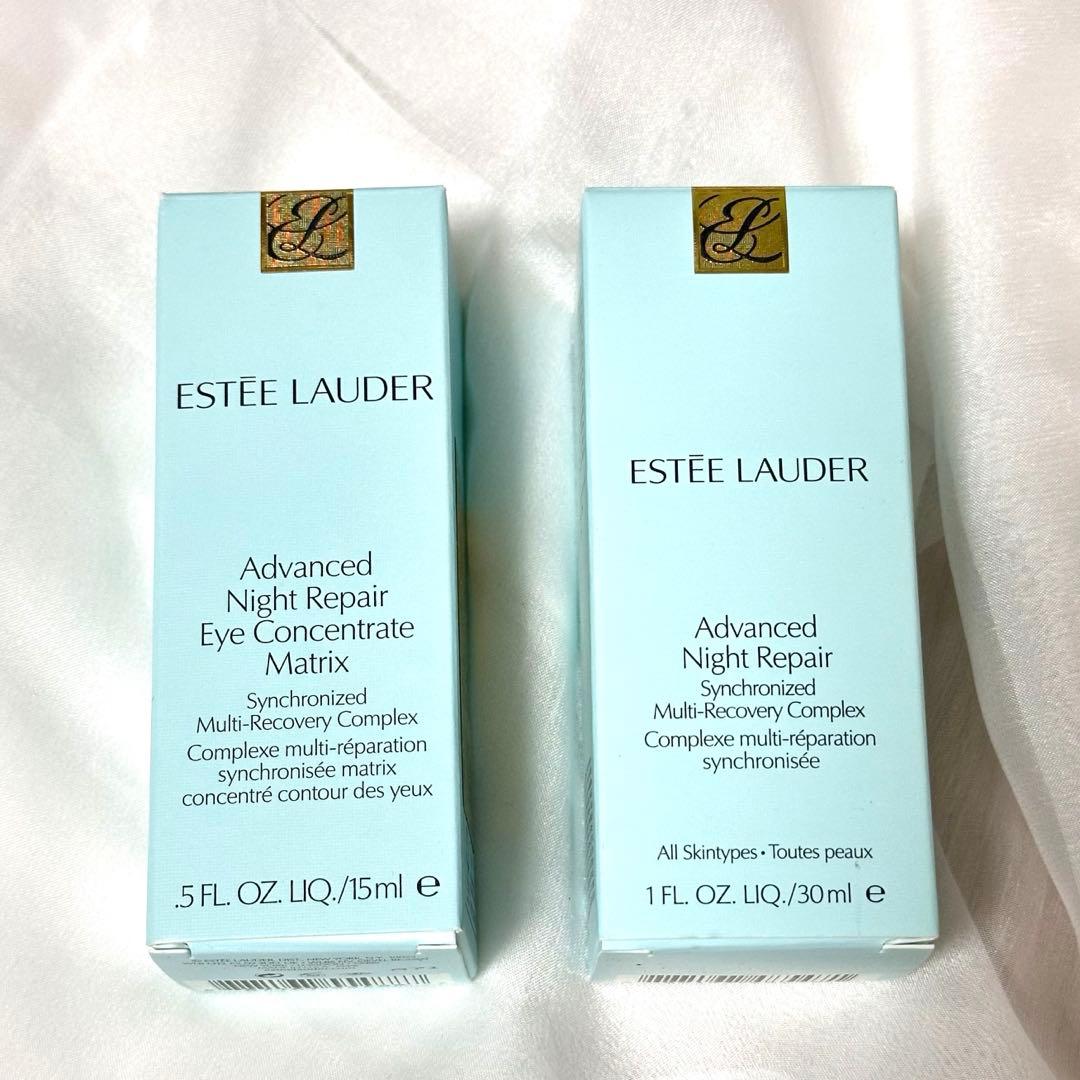 EL
ESTĒE LAUDER
Advanced
Night Repair
Eye Concentrate
Matrix
Synchronized
Multi-Recovery Complex
Complexe multi-réparation
synchronisée matrix
concentré contour des yeux
.5 FL. OZ. LIQ./15ml ℮
EL
ESTĒE LAUDER
Advanced
Night Repair
Synchronized
Multi-Recovery Complex
Complexe multi-réparation
synchronisée
All Skintypes • Toutes peaux
1 FL. OZ. LIQ./30ml ℮